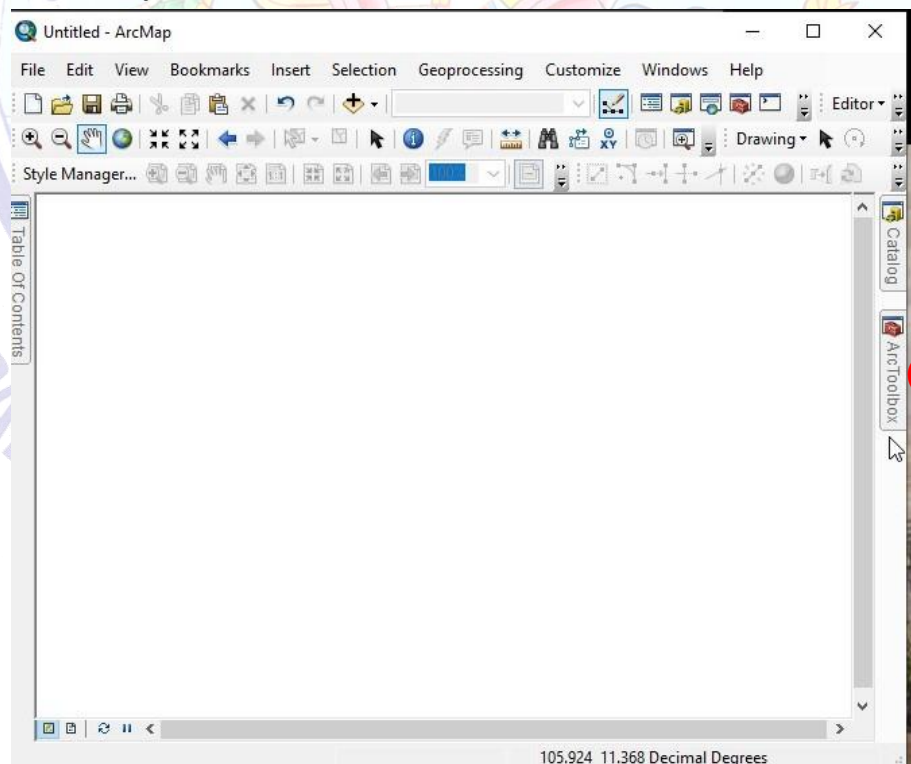 Untitled - ArcMap
File Edit View Bookmarks Insert Selection Geoprocessing Customize Windows Help
Editor
Drawing
Style Manager... 100%
Table Of Contents
Catalog
ArcToolbox
105.924 11.368 Decimal Degrees